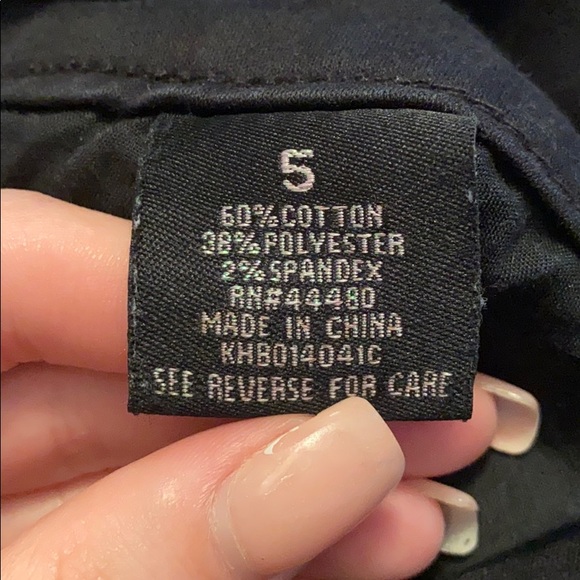 5
60%COTTON
38%POLYESTER
2%SPANDEX
RN#44480
MADE IN CHINA
KHB014041C
SEE REVERSE FOR CARE